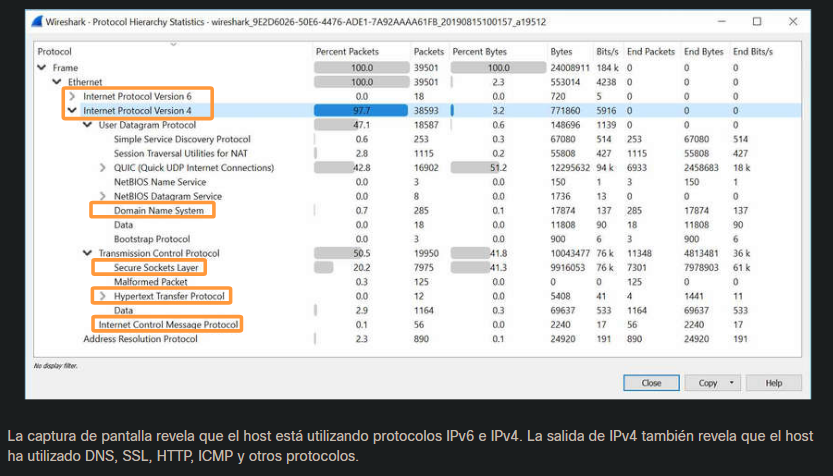 Wireshark - Protocol Hierarchy Statistics - wireshark_9E2D6026-50E6-4476-ADE1-7A92AAAA61FB_20190815100157_a19512
Protocol Percent Packets Packets Percent Bytes Bytes Bits/s End Packets End Bytes End Bits/s
Frame 100.0 39501 100.0 24008911 184 k 0 0 0
Ethernet 100.0 39501 2.3 553014 4238 0 0 0
Internet Protocol Version 6 0.0 18 0.0 720 5 0 0 0
Internet Protocol Version 4 97.7 38593 3.2 771860 5916 0 0 0
User Datagram Protocol 47.1 18587 0.6 148696 1139 0 0 0
Simple Service Discovery Protocol 0.6 253 0.3 67080 514 253 67080 514
Session Traversal Utilities for NAT 2.8 1115 0.2 55808 427 1115 55808 427
QUIC (Quick UDP Internet Connections) 42.8 16902 51.2 12295632 94 k 6933 2458683 18 k
NetBIOS Name Service 0.0 3 0.0 150 1 3 150 1
NetBIOS Datagram Service 0.0 8 0.0 1736 13 0 0 0
Domain Name System 0.7 285 0.1 17874 137 285 17874 137
Data 0.0 18 0.0 11808 90 18 11808 90
Bootstrap Protocol 0.0 3 0.0 900 6 3 900 6
Transmission Control Protocol 50.5 19950 41.8 10043477 76 k 11348 4813481 36 k
Secure Sockets Layer 20.2 7975 41.3 9916053 76 k 7301 7978903 61 k
Malformed Packet 0.3 125 0.0 0 0 125 0 0
Hypertext Transfer Protocol 0.0 12 0.0 5408 41 4 1441 11
Data 2.9 1164 0.3 69637 533 1164 69637 533
Internet Control Message Protocol 0.1 56 0.0 2240 17 56 2240 17
Address Resolution Protocol 2.3 890 0.1 24920 191 890 24920 191
No display filter.
Close Copy Help
La captura de pantalla revela que el host está utilizando protocolos IPv6 e IPv4. La salida de IPv4 también revela que el host
ha utilizado DNS, SSL, HTTP, ICMP y otros protocolos.